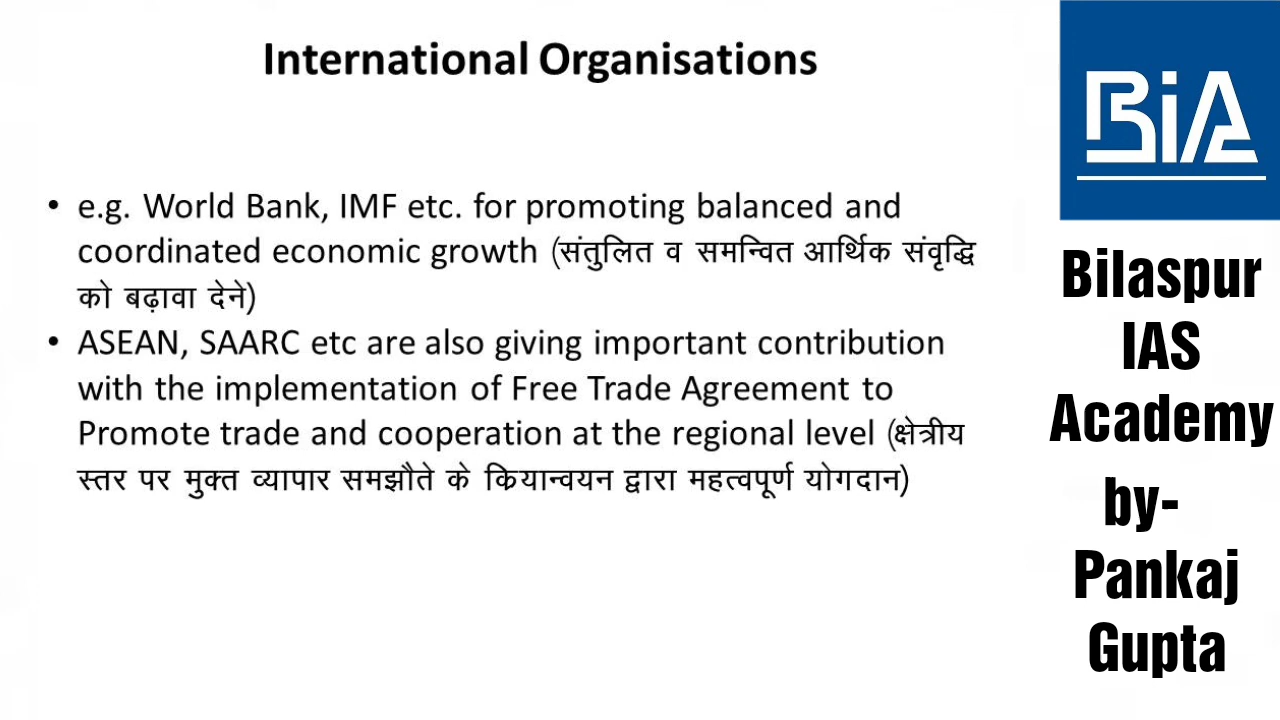 International Organisations
• e.g. World Bank, IMF etc. for promoting balanced and
coordinated economic growth (संतुलित व समन्वित आर्थिक संवृद्धि
को बढ़ावा देने)
• ASEAN, SAARC etc are also giving important contribution
with the implementation of Free Trade Agreement to
Promote trade and cooperation at the regional level (क्षेत्रीय
स्तर पर मुक्त व्यापार समझौते के कियान्वयन द्वारा महत्वपूर्ण योगदान)
BiA
Bilaspur
IAS
Academy
by-
Pankaj
Gupta